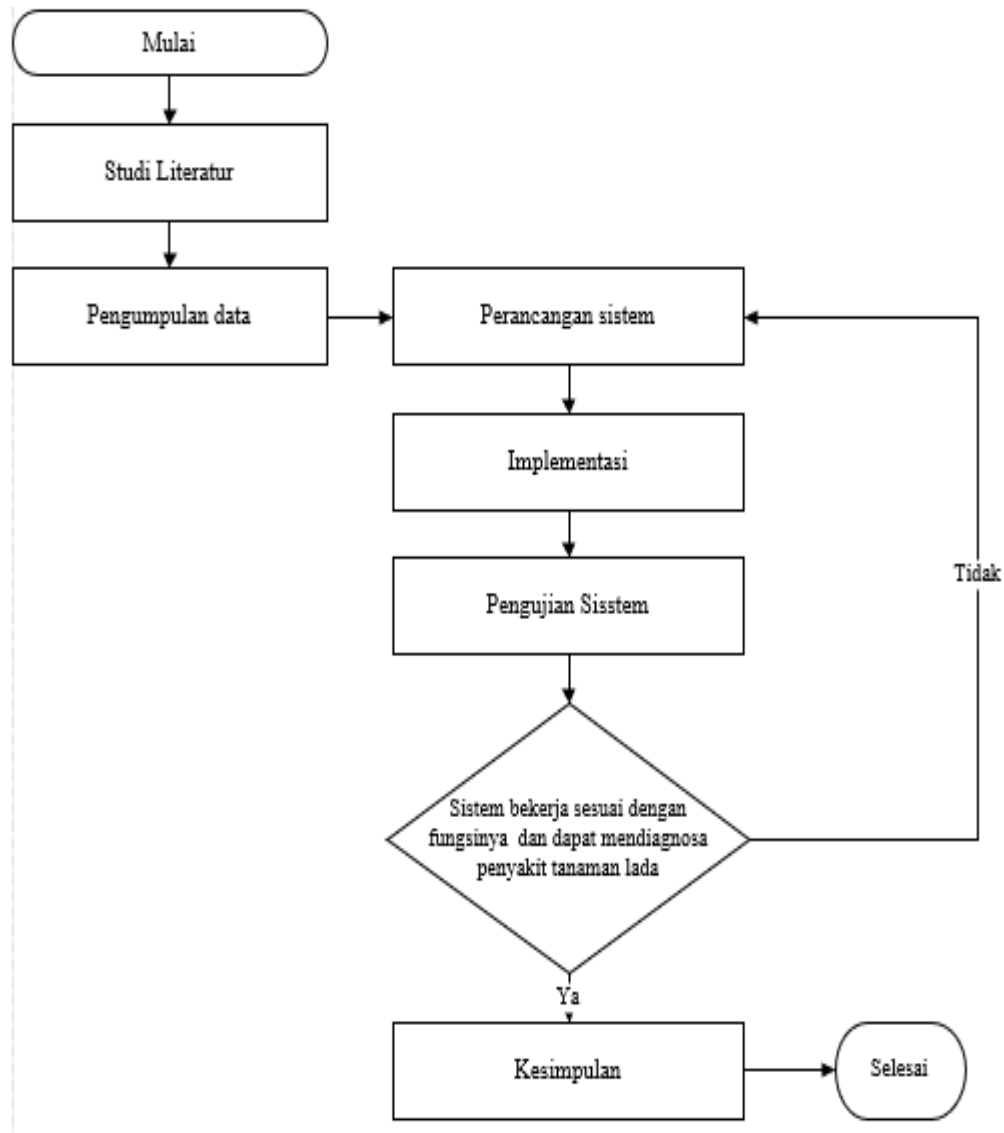 Mulai
Studi Literatur
Pengumpulan data
Perancangan sistem
Implementasi
Pengujian Sisstem
Tidak
Sistem bekerja sesuai dengan
fungsinya dan dapat mendiagnosa
penyakit tanaman lada
Ya
Kesimpulan
Selesai